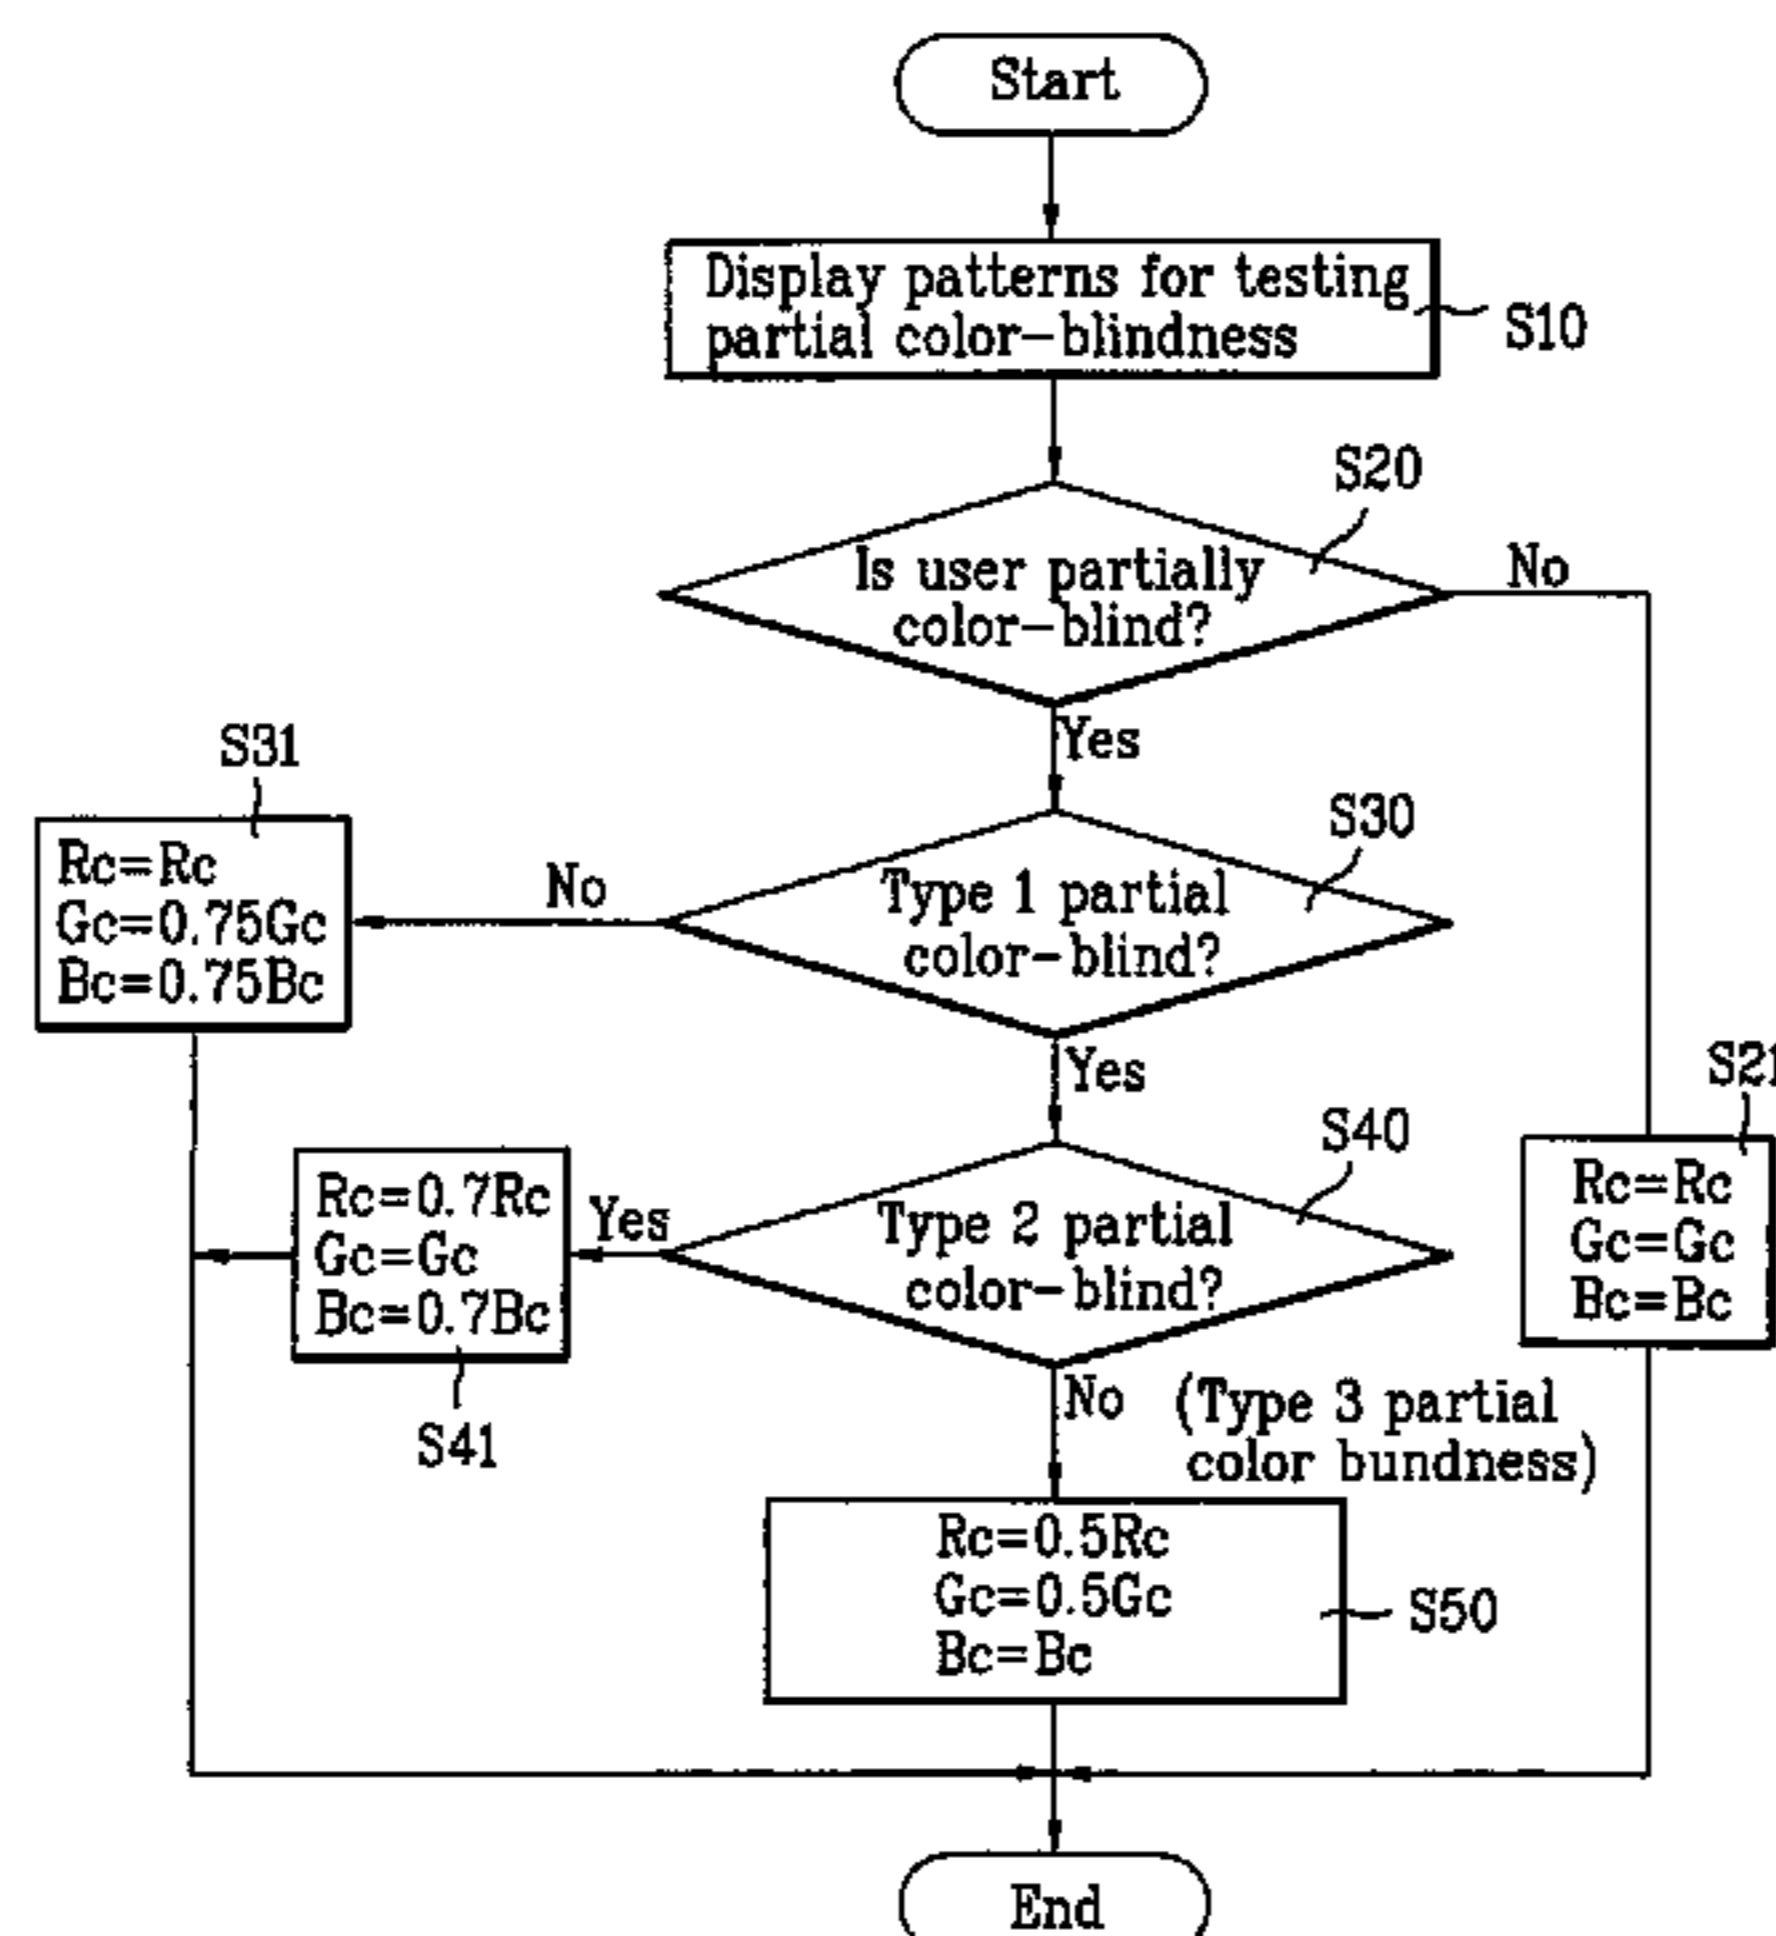 Start
Display patterns for testing
partial color-blindness
S10
S20
Is user partially
color-blind?
No
Yes
S31
Rc=Rc
Gc=0.75Gc
Bc=0.75Bc
No
S30
Type 1 partial
color-blind?
Yes
S21
Rc=Rc
Gc=Gc
Bc=Bc
S40
Type 2 partial
color-blind?
Yes
Rc=0.7Rc
Gc=Gc
Bc=0.7Bc
S41
No
(Type 3 partial
color bundness)
Rc=0.5Rc
Gc=0.5Gc
Bc=Bc
S50
End